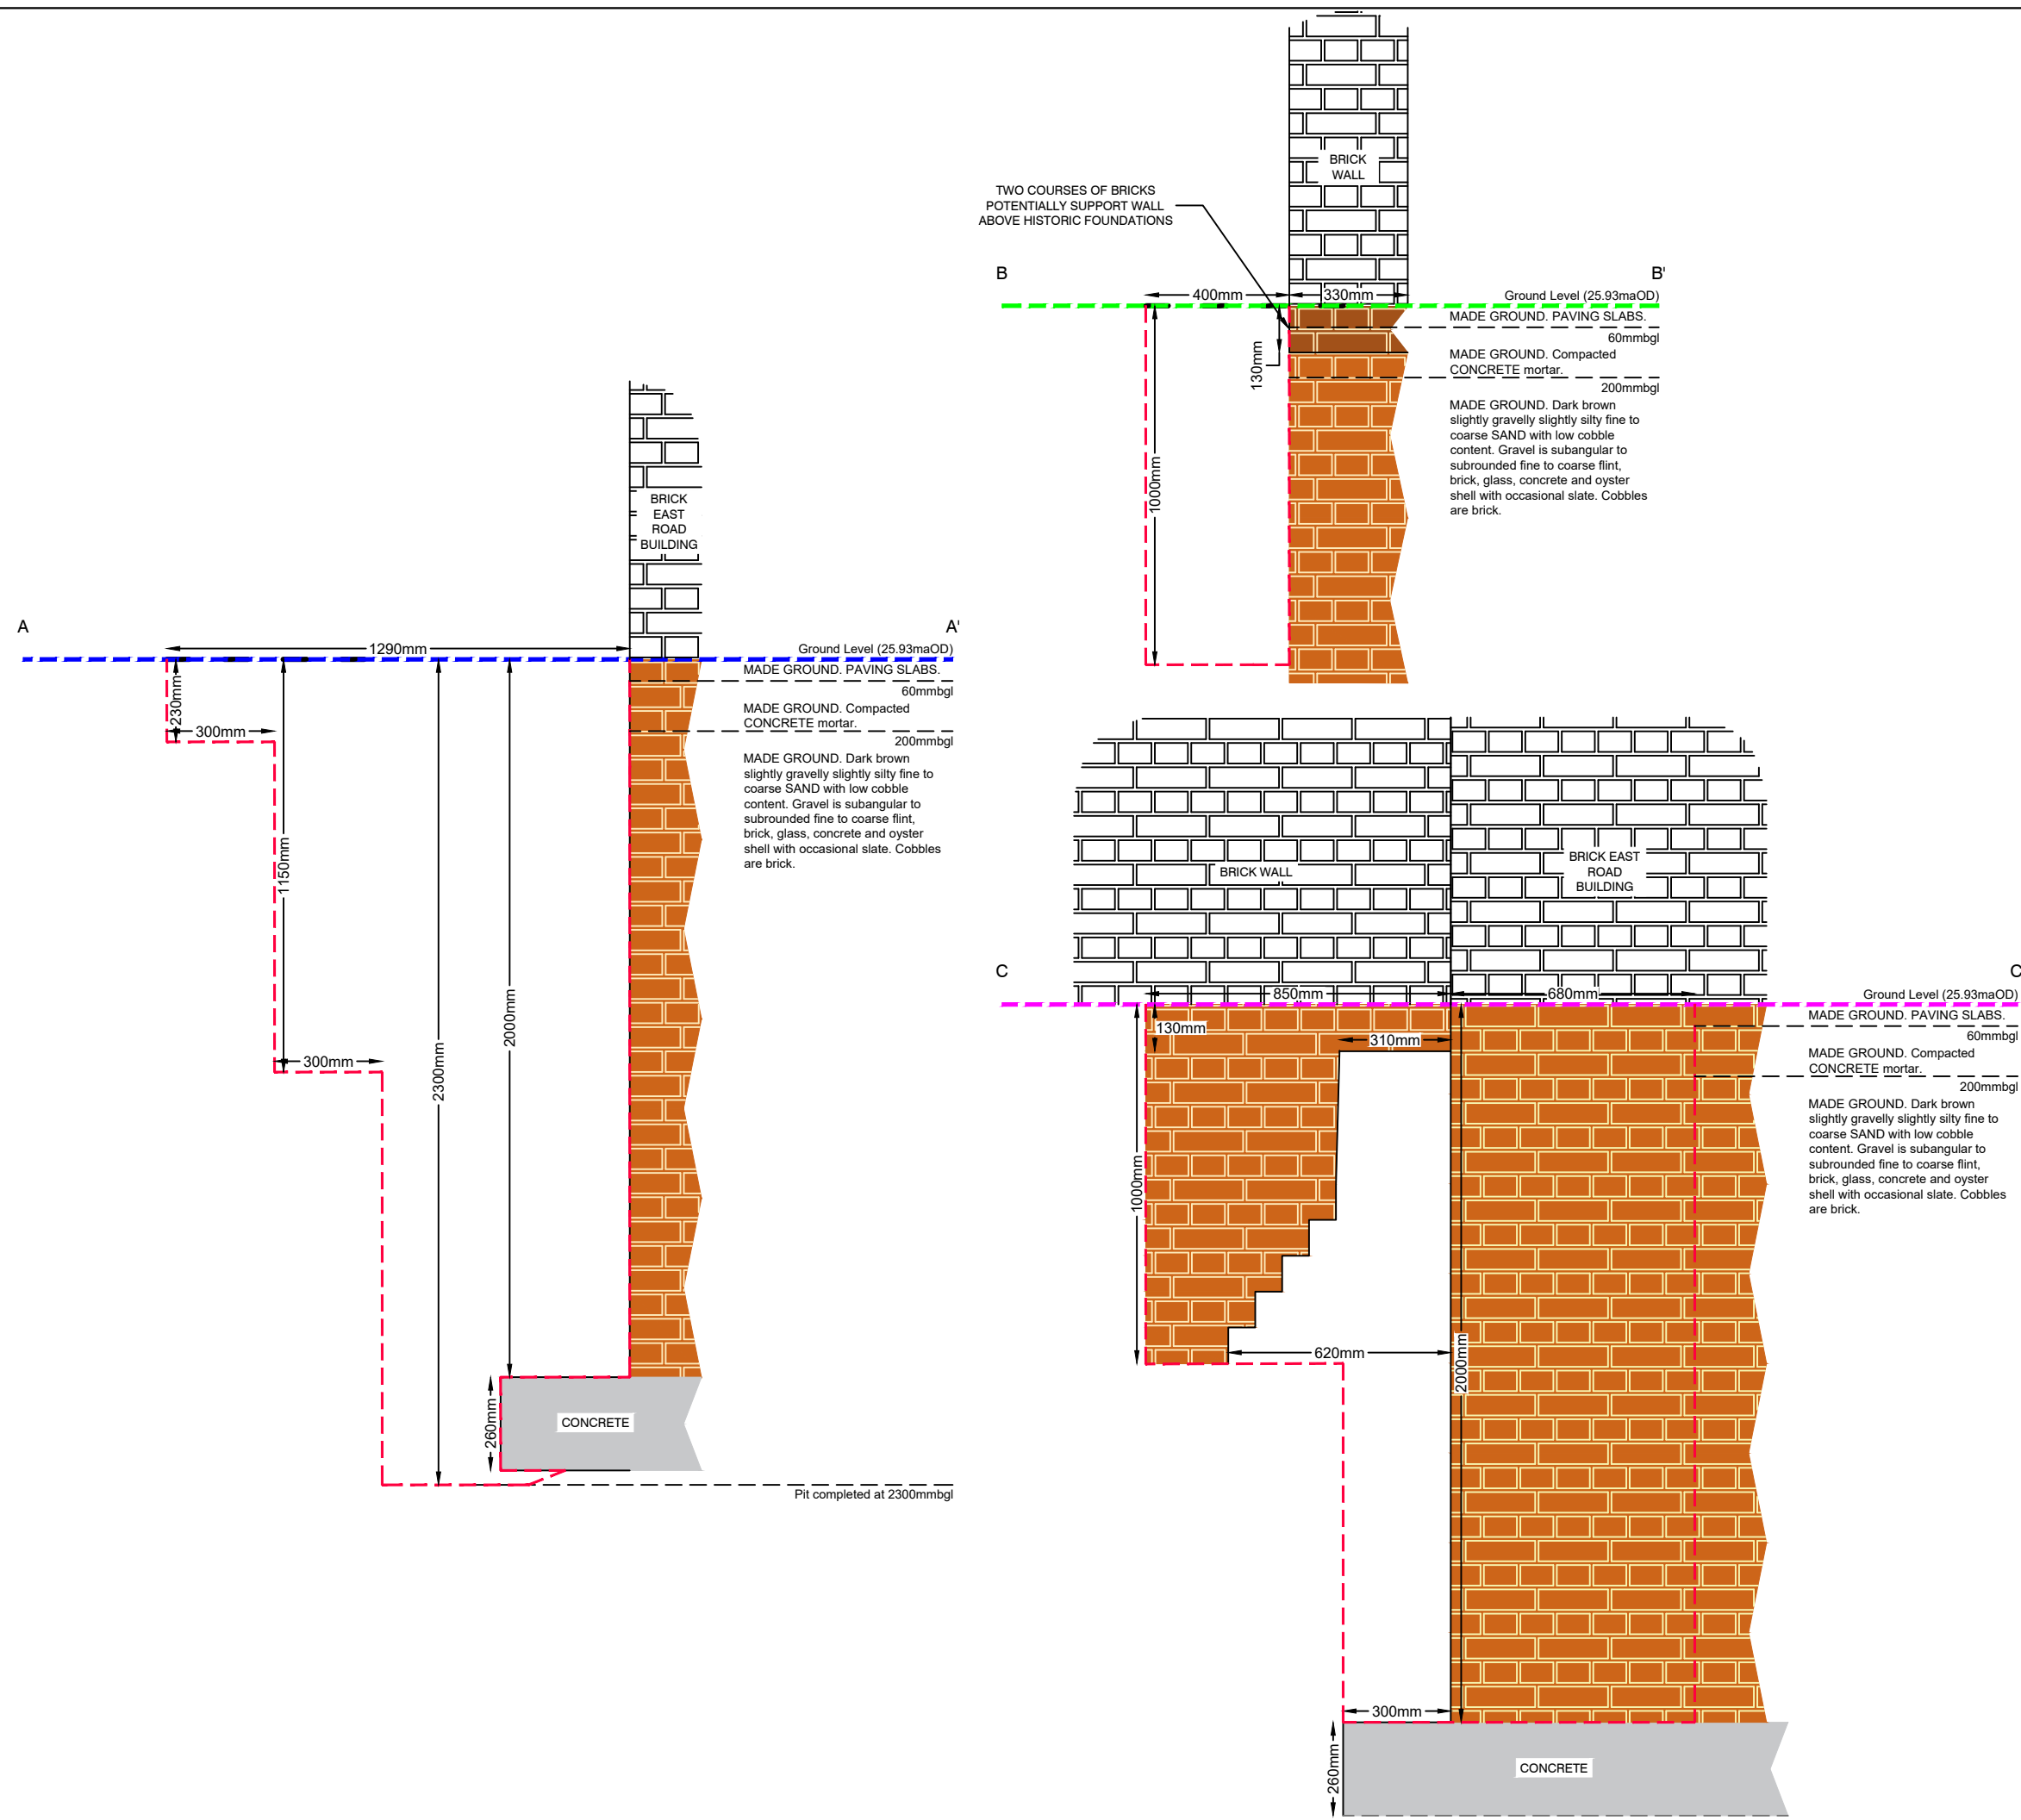 A
A'
1290mm
Ground Level (25.93maOD)
230mm
300mm
1150mm
300mm
2300mm
2000mm
260mm
BRICK
EAST
ROAD
BUILDING
MADE GROUND. PAVING SLABS.
60mmbgl
MADE GROUND. Compacted
CONCRETE mortar.
200mmbgl
MADE GROUND. Dark brown
slightly gravelly slightly silty fine to
coarse SAND with low cobble
content. Gravel is subangular to
subrounded fine to coarse flint,
brick, glass, concrete and oyster
shell with occasional slate. Cobbles
are brick.
CONCRETE
Pit completed at 2300mmbgl
BRICK
WALL
TWO COURSES OF BRICKS
POTENTIALLY SUPPORT WALL
ABOVE HISTORIC FOUNDATIONS
B
B'
400mm
330mm
Ground Level (25.93maOD)
130mm
1000mm
MADE GROUND. PAVING SLABS.
60mmbgl
MADE GROUND. Compacted
CONCRETE mortar.
200mmbgl
MADE GROUND. Dark brown
slightly gravelly slightly silty fine to
coarse SAND with low cobble
content. Gravel is subangular to
subrounded fine to coarse flint,
brick, glass, concrete and oyster
shell with occasional slate. Cobbles
are brick.
BRICK WALL
BRICK EAST
ROAD
BUILDING
C
C
850mm
680mm
Ground Level (25.93maOD)
130mm
310mm
1000mm
620mm
2000mm
300mm
260mm
MADE GROUND. PAVING SLABS.
60mmbgl
MADE GROUND. Compacted
CONCRETE mortar.
200mmbgl
MADE GROUND. Dark brown
slightly gravelly slightly silty fine to
coarse SAND with low cobble
content. Gravel is subangular to
subrounded fine to coarse flint,
brick, glass, concrete and oyster
shell with occasional slate. Cobbles
are brick.
CONCRETE